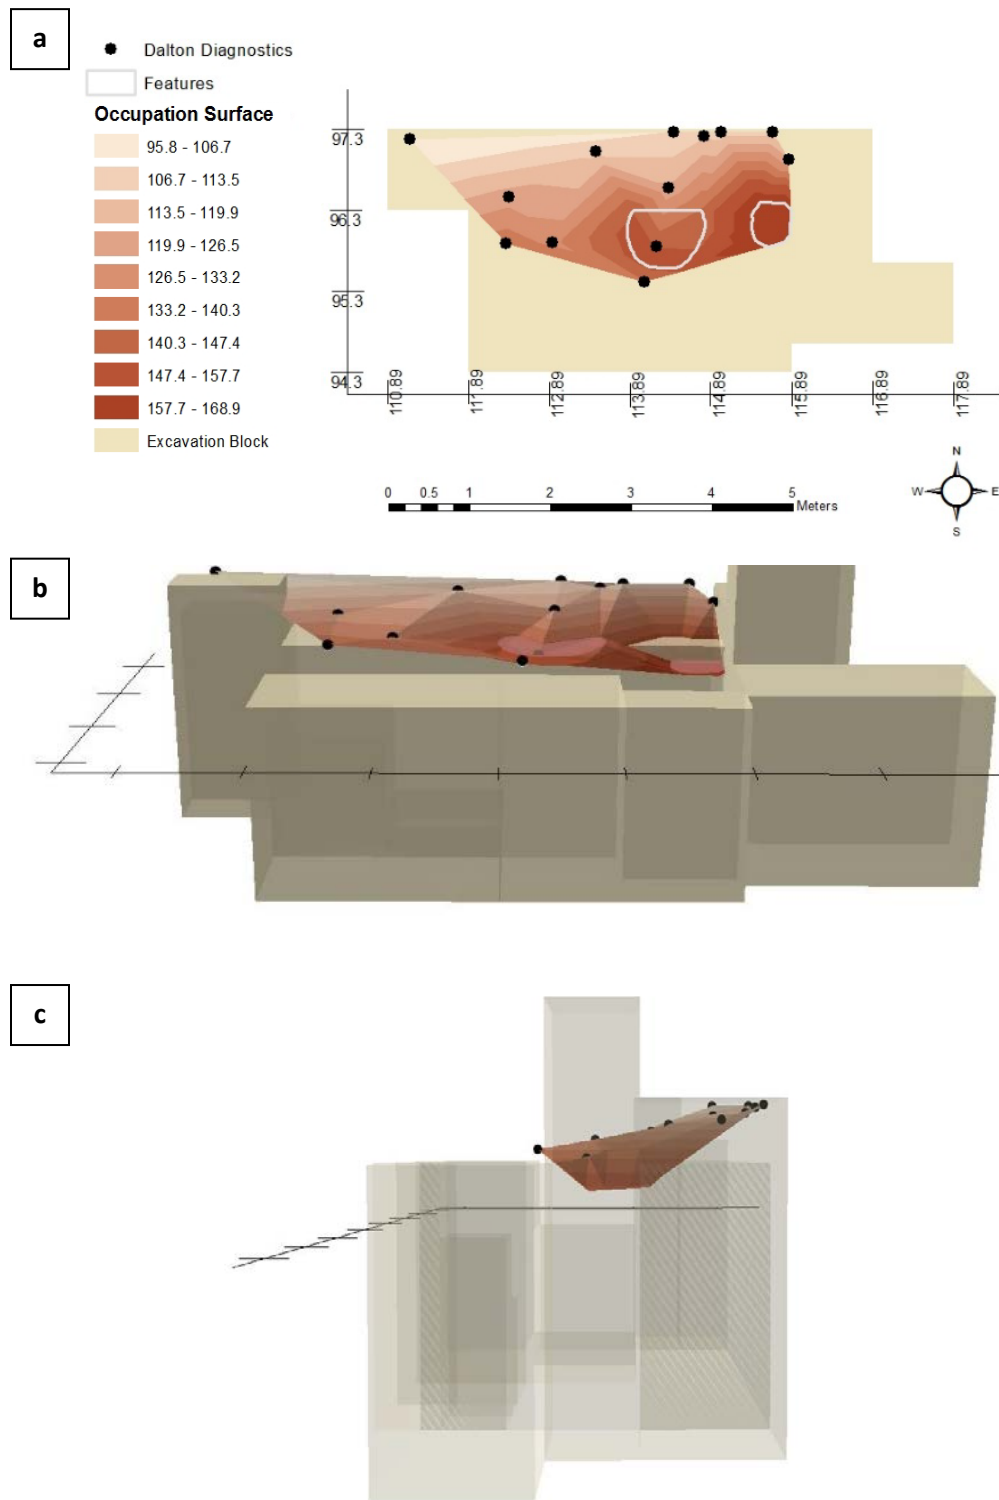 a
Dalton Diagnostics
Features
Occupation Surface
95.8 - 106.7
106.7 - 113.5
113.5 - 119.9
119.9 - 126.5
126.5 - 133.2
133.2 - 140.3
140.3 - 147.4
147.4 - 157.7
157.7 - 168.9
Excavation Block
97.3
96.3
95.3
94.3
110.89
111.89
112.89
113.89
114.89
115.89
116.89
117.89
0 0.5 1 2 3 4 5
Meters
N
W E
S
b
c